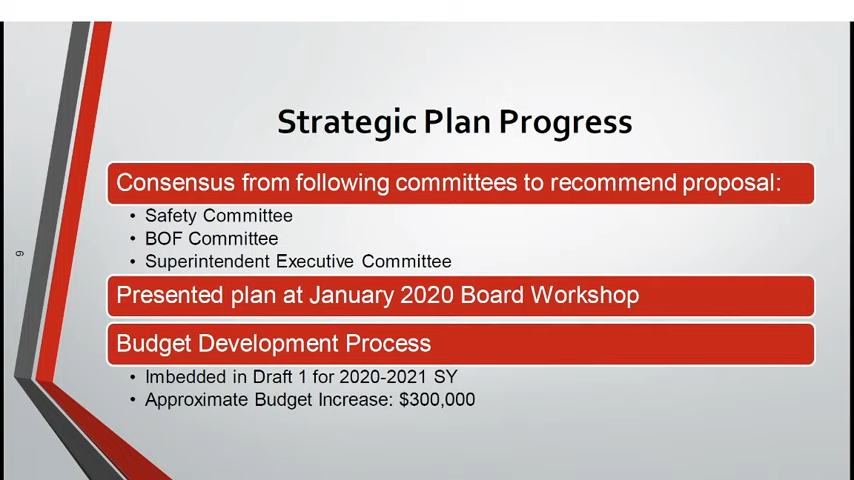 Strategic Plan Progress
Consensus from following committees to recommend proposal:
• Safety Committee
• BOF Committee
• Superintendent Executive Committee
9
Presented plan at January 2020 Board Workshop
Budget Development Process
• Imbedded in Draft 1 for 2020-2021 SY
• Approximate Budget Increase: $300,000